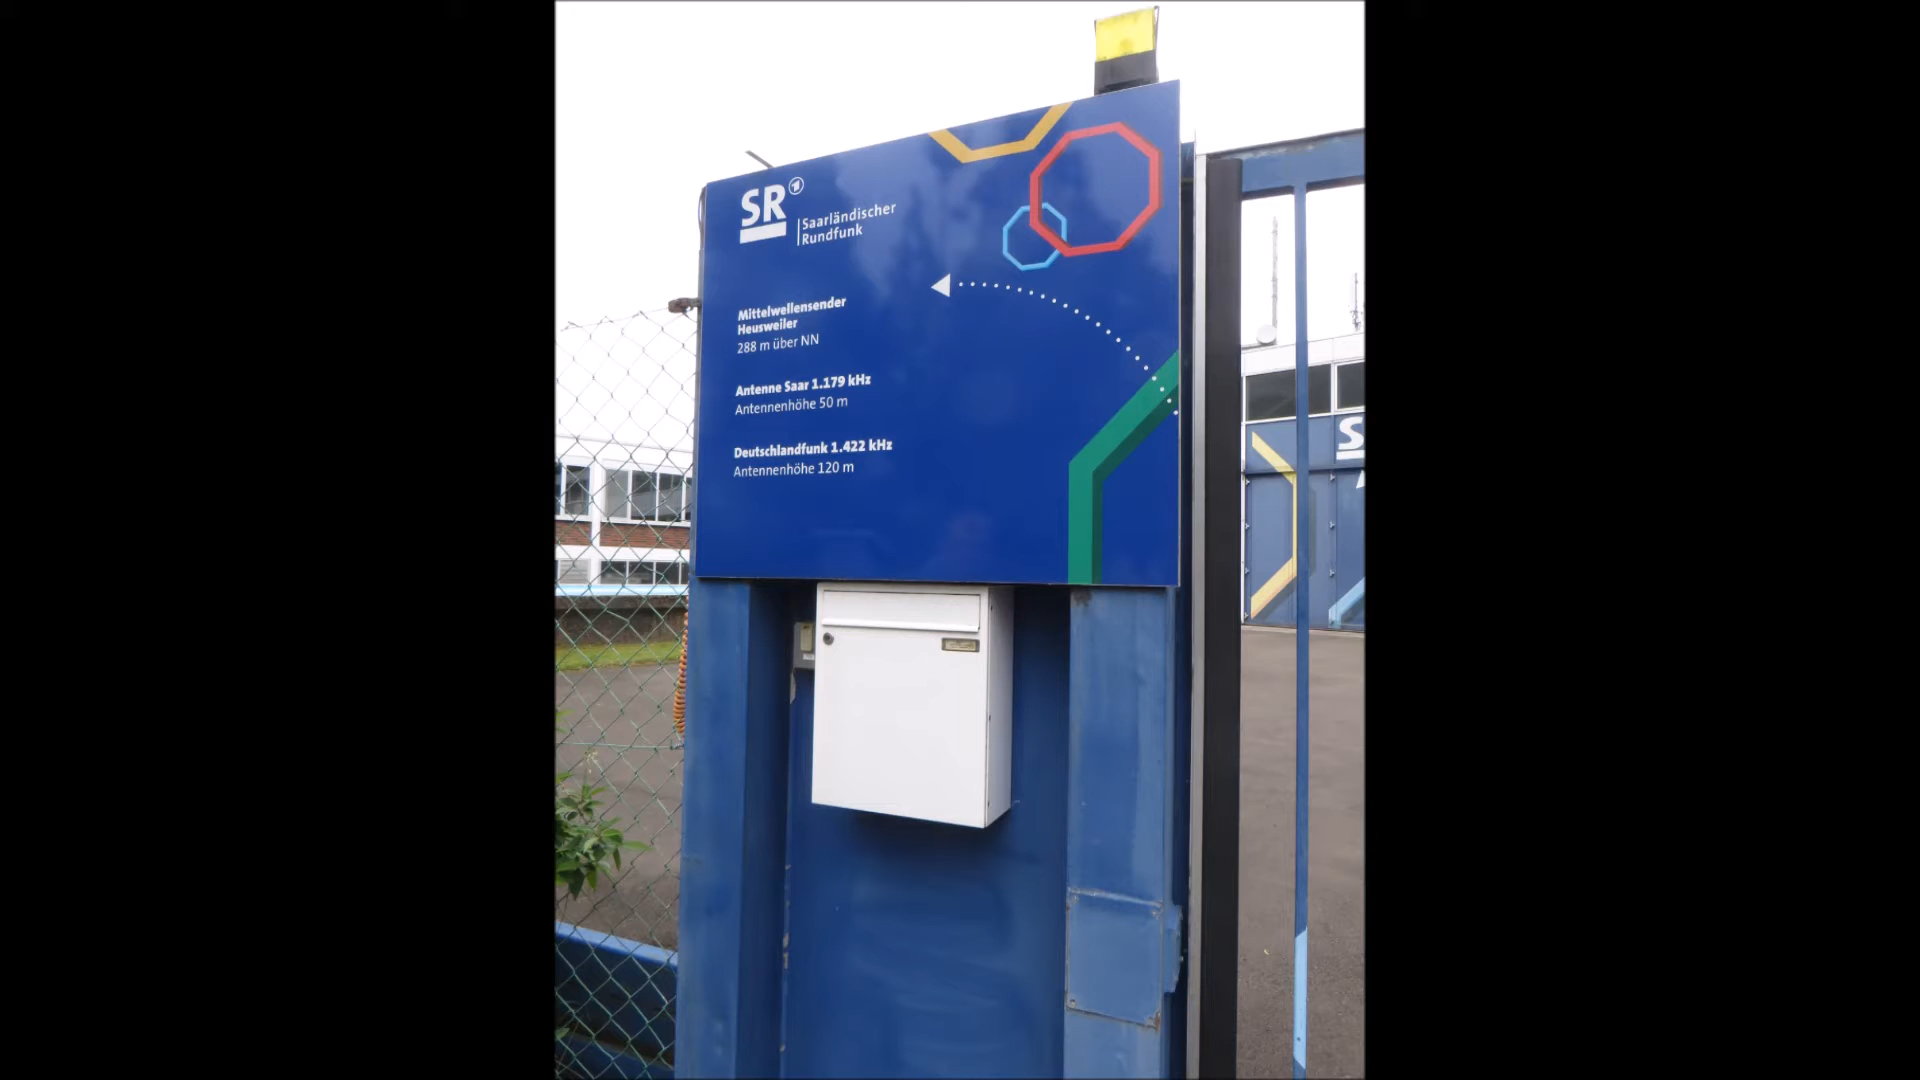 SR
Saarländischer
Rundfunk
Mittelwellensender
Heusweiler
288 m über NN
Antenne Saar 1.179 kHz
Antennenhöhe 50 m
Deutschlandfunk 1.422 kHz
Antennenhöhe 120 m
S